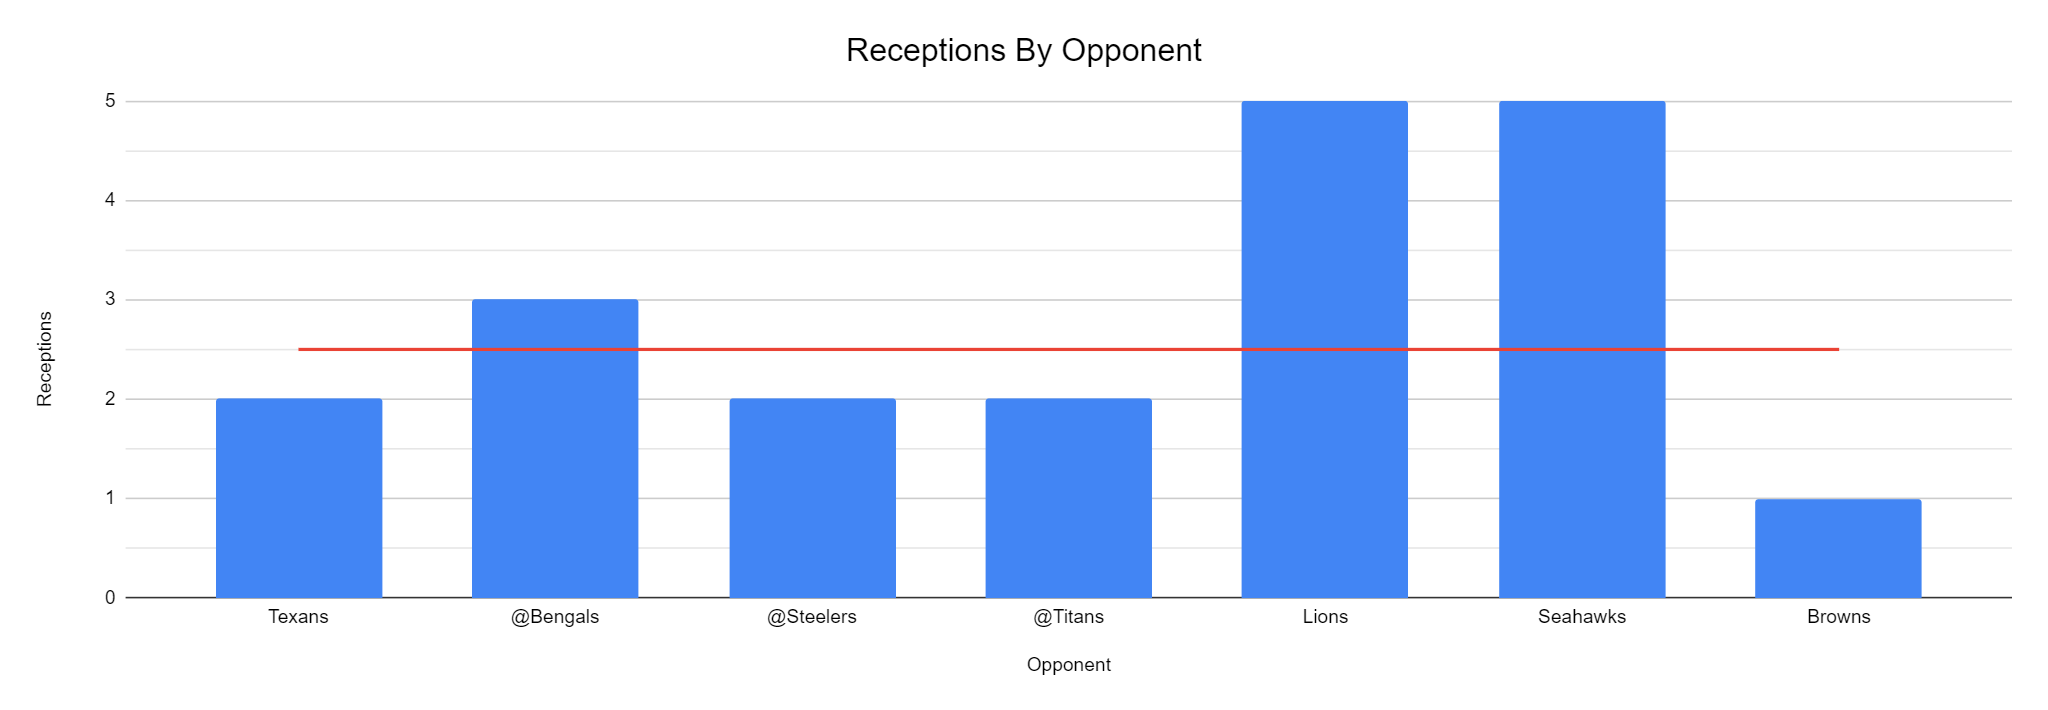 Receptions By Opponent
5
4
3
2
1
0
Receptions
Texans
@Bengals
@Steelers
@Titans
Lions
Seahawks
Browns
Opponent